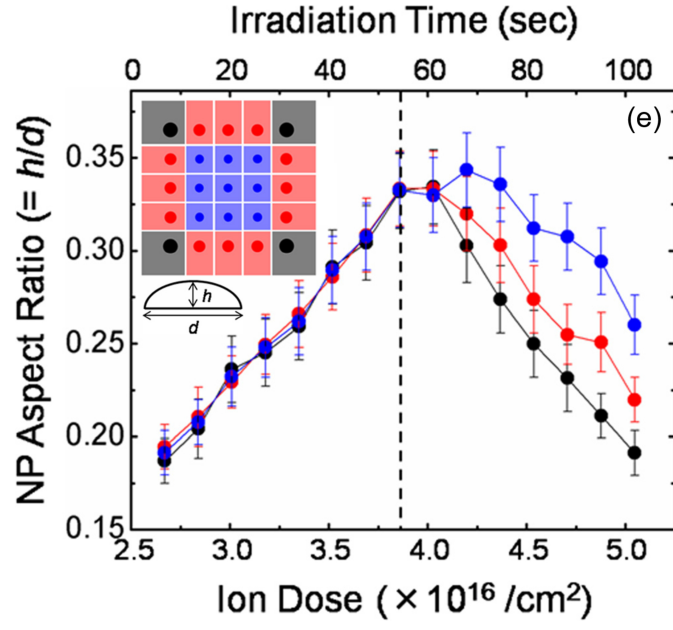 Irradiation Time (sec)
0 20 40 60 80 100
(e)
NP Aspect Ratio (= h/d)
0.35
0.30
0.25
0.20
0.15
h
d
2.5 3.0 3.5 4.0 4.5 5.0
Ion Dose (×10¹⁶ /cm²)